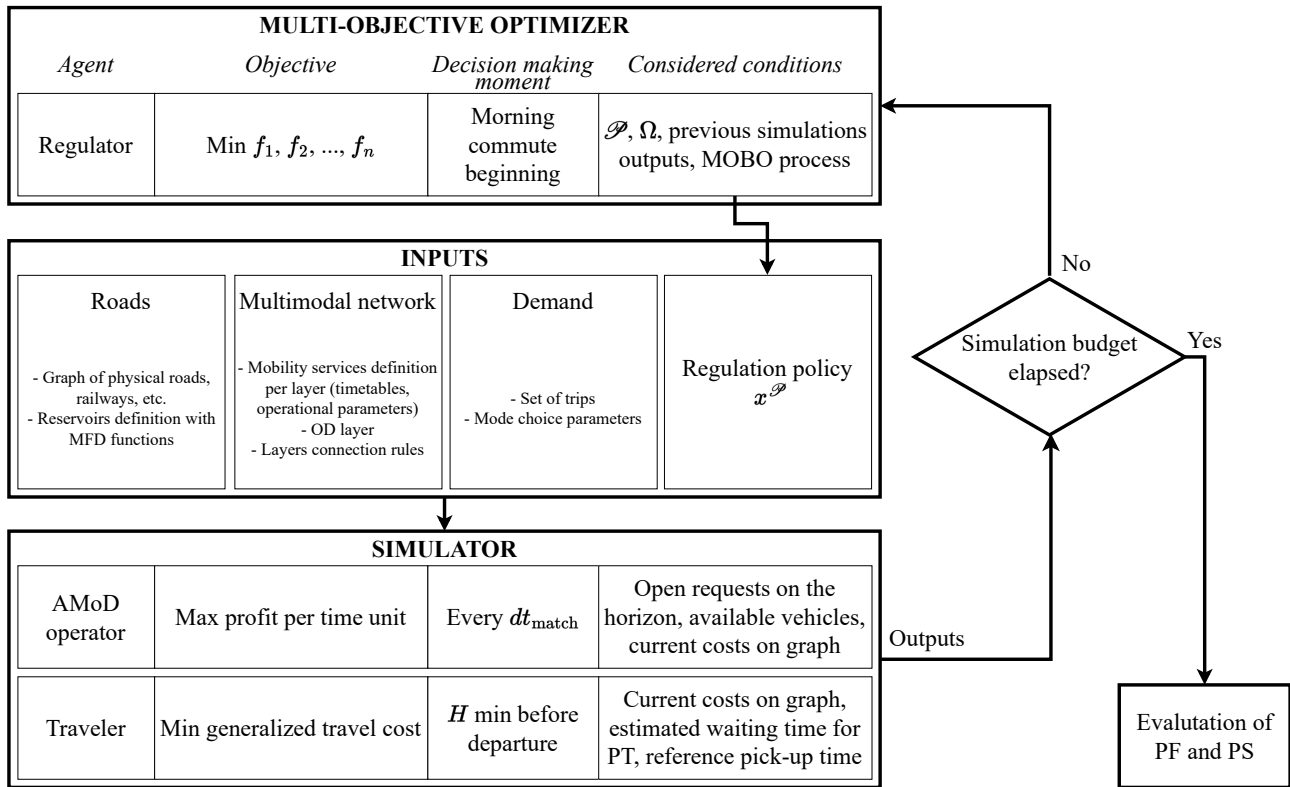 MULTI-OBJECTIVE OPTIMIZER
Agent
Objective
Decision making
moment
Considered conditions
Regulator
Min f₁, f₂, ..., fₙ
Morning
commute
beginning
𝒫, Ω, previous simulations
outputs, MOBO process
INPUTS
Roads
- Graph of physical roads,
railways, etc.
- Reservoirs definition with
MFD functions
Multimodal network
- Mobility services definition
per layer (timetables,
operational parameters)
- OD layer
- Layers connection rules
Demand
- Set of trips
- Mode choice parameters
Regulation policy
x^𝒫
SIMULATOR
AMoD
operator
Max profit per time unit
Every dt_match
Open requests on the
horizon, available vehicles,
current costs on graph
Traveler
Min generalized travel cost
H min before
departure
Current costs on graph,
estimated waiting time for
PT, reference pick-up time
Outputs
Simulation budget
elapsed?
No
Yes
Evalutation of
PF and PS